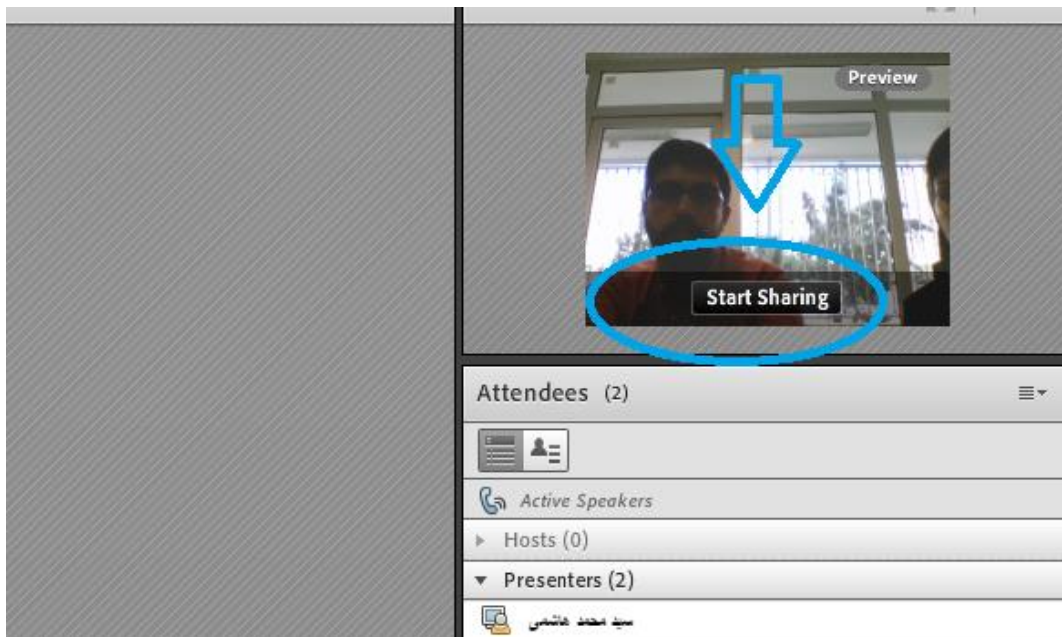 Preview
Start Sharing
Attendees (2)
Active Speakers
Hosts (0)
Presenters (2)
سید محمد هاشمی